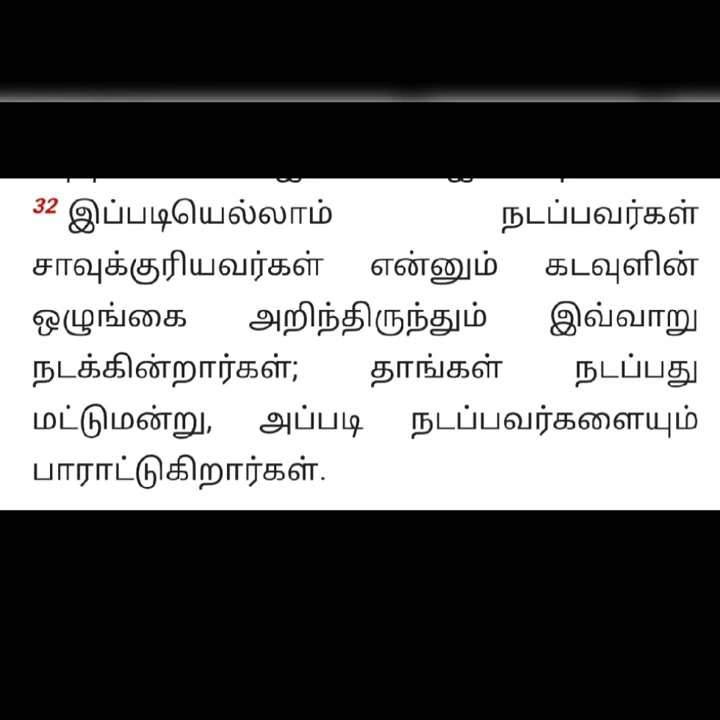 32 இப்படியெல்லாம் நடப்பவர்கள்
சாவுக்குரியவர்கள் என்னும் கடவுளின்
ஒழுங்கை அறிந்திருந்தும் இவ்வாறு
நடக்கின்றார்கள்; தாங்கள் நடப்பது
மட்டுமன்று, அப்படி நடப்பவர்களையும்
பாராட்டுகிறார்கள்.